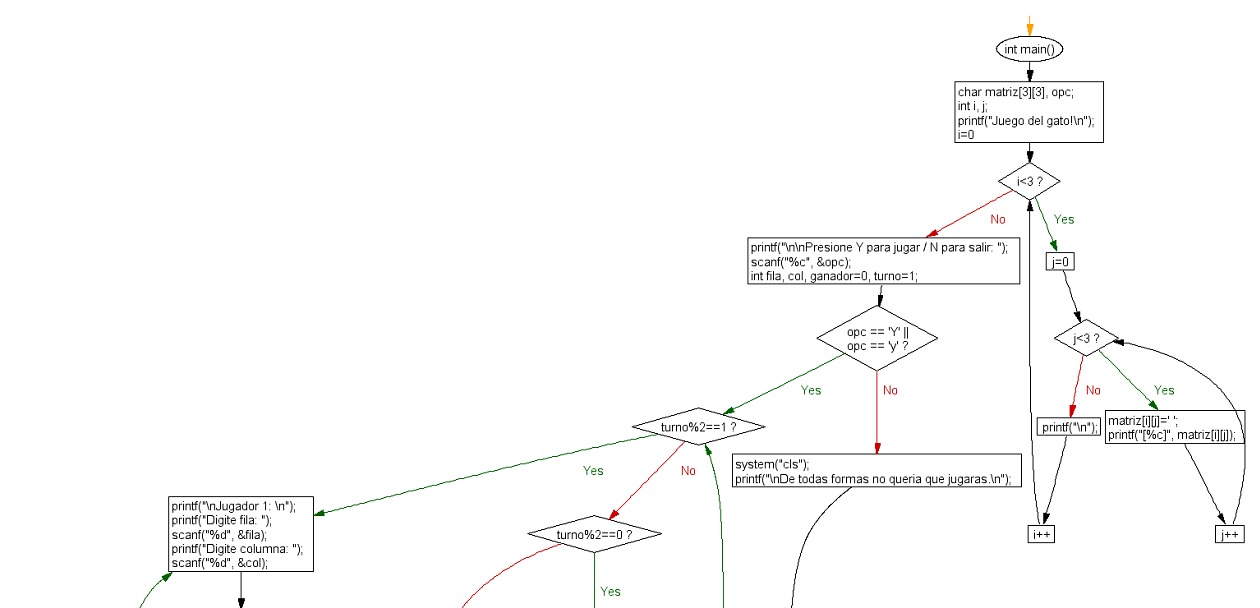 int main()
char matriz[3][3], opc;
int i, j;
printf("Juego del gato!\n");
i=0
i<3 ?
No
Yes
printf("\n\nPresione Y para jugar / N para salir: ");
scanf("%c", &opc);
int fila, col, ganador=0, turno=1;
j=0
opc == 'Y' ||
opc == 'y' ?
j<3 ?
Yes
No
No
Yes
turno%2==1 ?
printf("\n");
matriz[i][j]=' ';
printf("[%c]", matriz[i][j]);
Yes
No
system("cls");
printf("\nDe todas formas no queria que jugaras.\n");
printf("\nJugador 1: \n");
printf("Digite fila: ");
scanf("%d", &fila);
printf("Digite columna: ");
scanf("%d", &col);
turno%2==0 ?
i++
j++
Yes